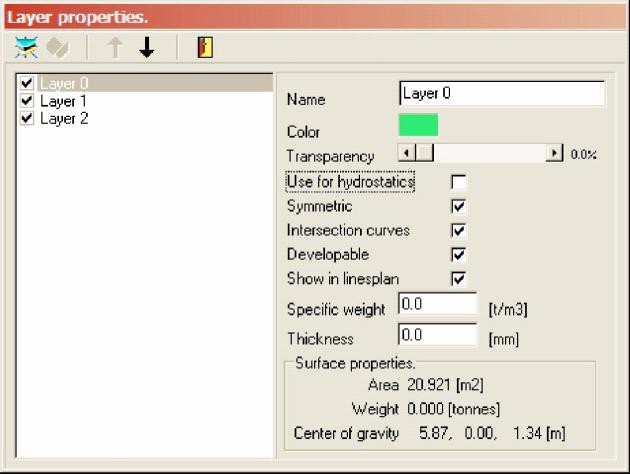 Layer properties.
Layer 0
Layer 1
Layer 2
Name Layer 0
Color
Transparency 0.0%
Use for hydrostatics
Symmetric
Intersection curves
Developable
Show in linesplan
Specific weight 0.0 [t/m3]
Thickness 0.0 [mm]
Surface properties.
Area 20.921 [m2]
Weight 0.000 [tonnes]
Center of gravity 5.87, 0.00, 1.34 [m]